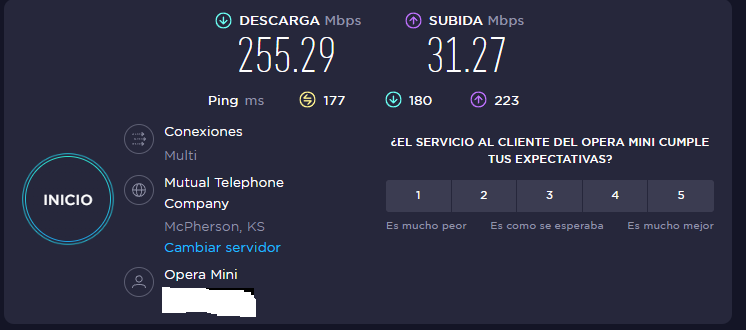 DESCARGA Mbps
255.29
SUBIDA Mbps
31.27
Ping ms
177
180
223
INICIO
Conexiones
Multi
Mutual Telephone
Company
McPherson, KS
Cambiar servidor
Opera Mini
¿EL SERVICIO AL CLIENTE DEL OPERA MINI CUMPLE
TUS EXPECTATIVAS?
1 2 3 4 5
Es mucho peor Es como se esperaba Es mucho mejor